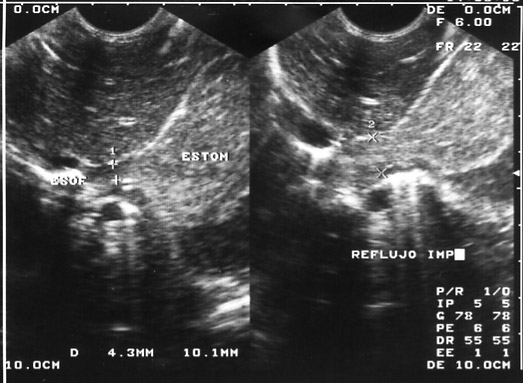 0.0CM
DE 0.0CM
F 6.00
FR 22 22
1
2
ESTOM
ESOF
REFLUJO IMP
P/R 1/0
IP 5 5
G 78 78
PE 6 6
DR 55 55
EE 1 1
D 4.3MM 10.1MM
10.0CM
DE 10.0CM